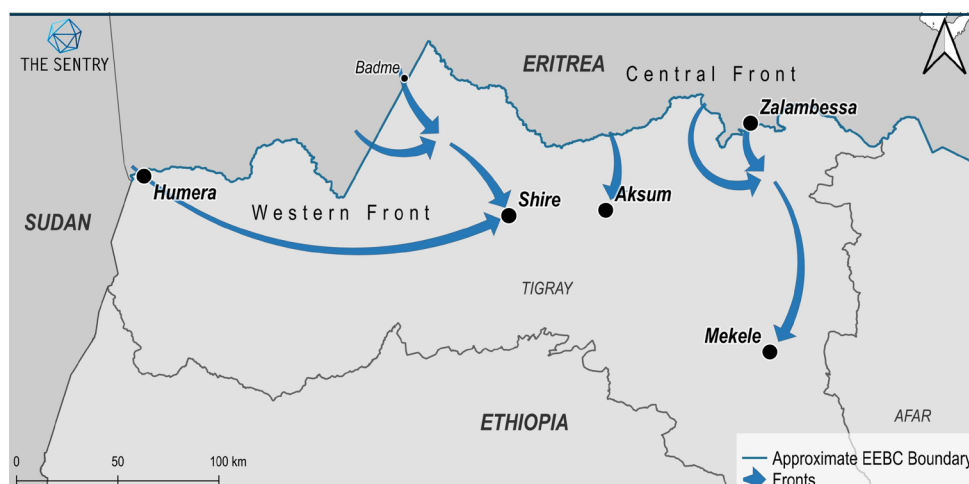 THE SENTRY
Badme
ERITREA
Central Front
Zalambessa
Humera
Western Front
Shire
Aksum
SUDAN
TIGRAY
Mekele
ETHIOPIA
AFAR
0 50 100 km
Approximate EEBC Boundary
Fronts